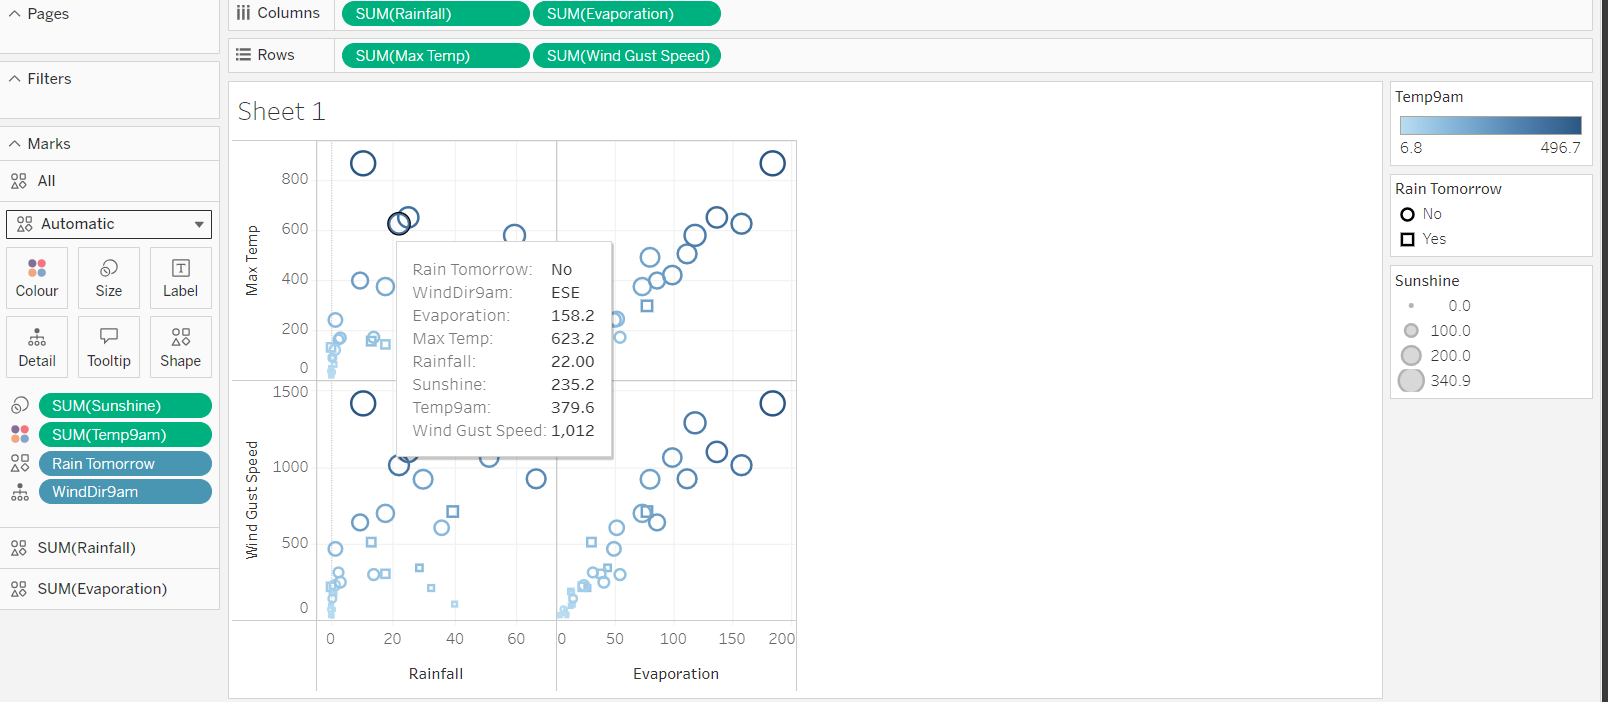 Pages
Columns
SUM(Rainfall)
SUM(Evaporation)
Rows
SUM(Max Temp)
SUM(Wind Gust Speed)
Filters
Marks
All
Automatic
Colour
Size
Label
Detail
Tooltip
Shape
SUM(Sunshine)
SUM(Temp9am)
Rain Tomorrow
WindDir9am
SUM(Rainfall)
SUM(Evaporation)
Sheet 1
Max Temp
800
600
400
200
0
Wind Gust Speed
1500
1000
500
0
Rain Tomorrow: No
WindDir9am: ESE
Evaporation: 158.2
Max Temp: 623.2
Rainfall: 22.00
Sunshine: 235.2
Temp9am: 379.6
Wind Gust Speed: 1,012
0 20 40 60
0 50 100 150 200
Rainfall
Evaporation
Temp9am
6.8 496.7
Rain Tomorrow
No
Yes
Sunshine
0.0
100.0
200.0
340.9